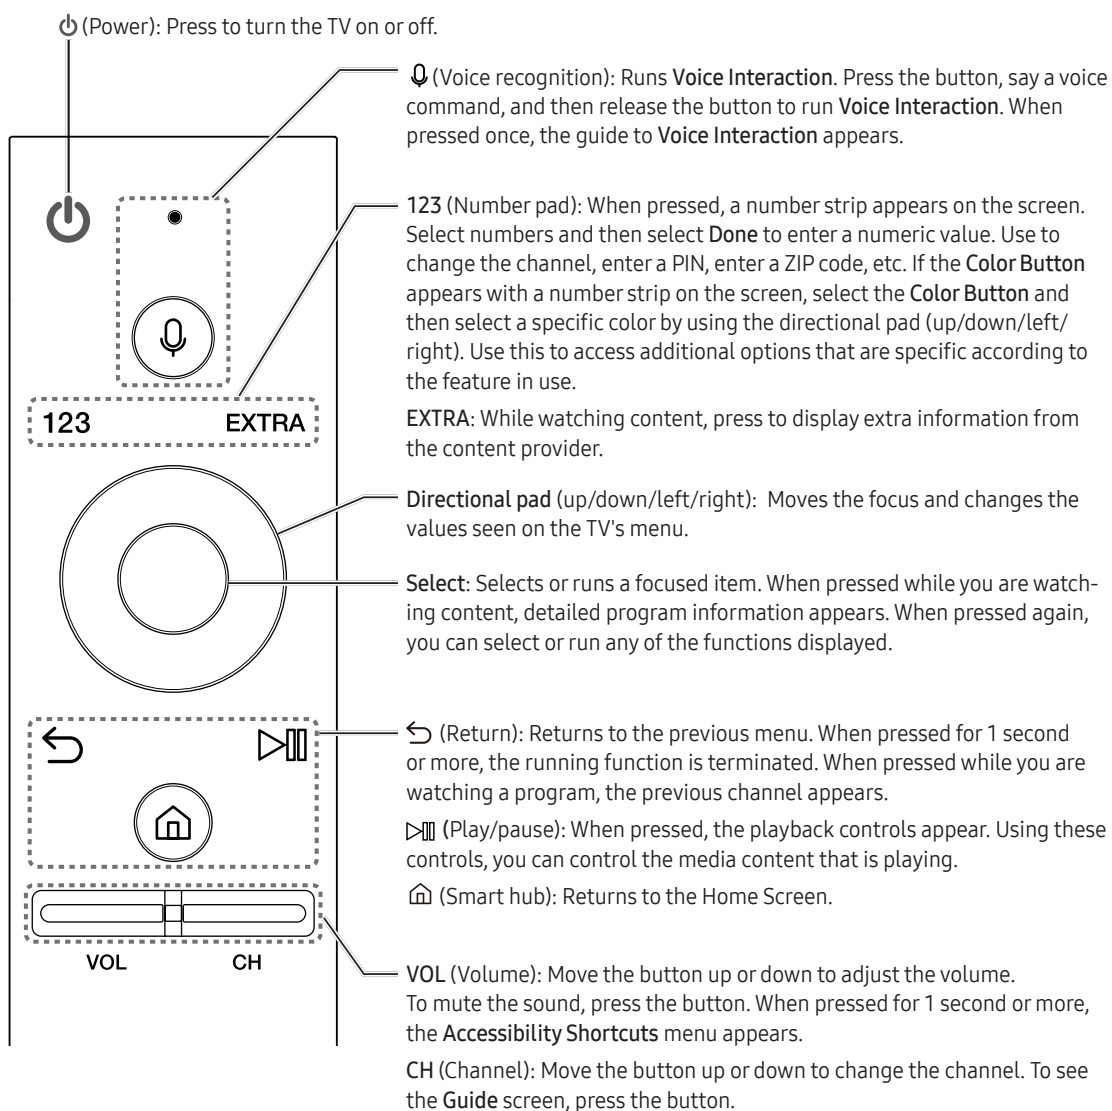 (Power): Press to turn the TV on or off.
(Voice recognition): Runs Voice Interaction. Press the button, say a voice
command, and then release the button to run Voice Interaction. When
pressed once, the guide to Voice Interaction appears.
123 (Number pad): When pressed, a number strip appears on the screen.
Select numbers and then select Done to enter a numeric value. Use to
change the channel, enter a PIN, enter a ZIP code, etc. If the Color Button
appears with a number strip on the screen, select the Color Button and
then select a specific color by using the directional pad (up/down/left/
right). Use this to access additional options that are specific according to
the feature in use.
123 EXTRA
EXTRA: While watching content, press to display extra information from
the content provider.
Directional pad (up/down/left/right): Moves the focus and changes the
values seen on the TV's menu.
Select: Selects or runs a focused item. When pressed while you are watch-
ing content, detailed program information appears. When pressed again,
you can select or run any of the functions displayed.
(Return): Returns to the previous menu. When pressed for 1 second
or more, the running function is terminated. When pressed while you are
watching a program, the previous channel appears.
(Play/pause): When pressed, the playback controls appear. Using these
controls, you can control the media content that is playing.
(Smart hub): Returns to the Home Screen.
VOL CH
VOL (Volume): Move the button up or down to adjust the volume.
To mute the sound, press the button. When pressed for 1 second or more,
the Accessibility Shortcuts menu appears.
CH (Channel): Move the button up or down to change the channel. To see
the Guide screen, press the button.